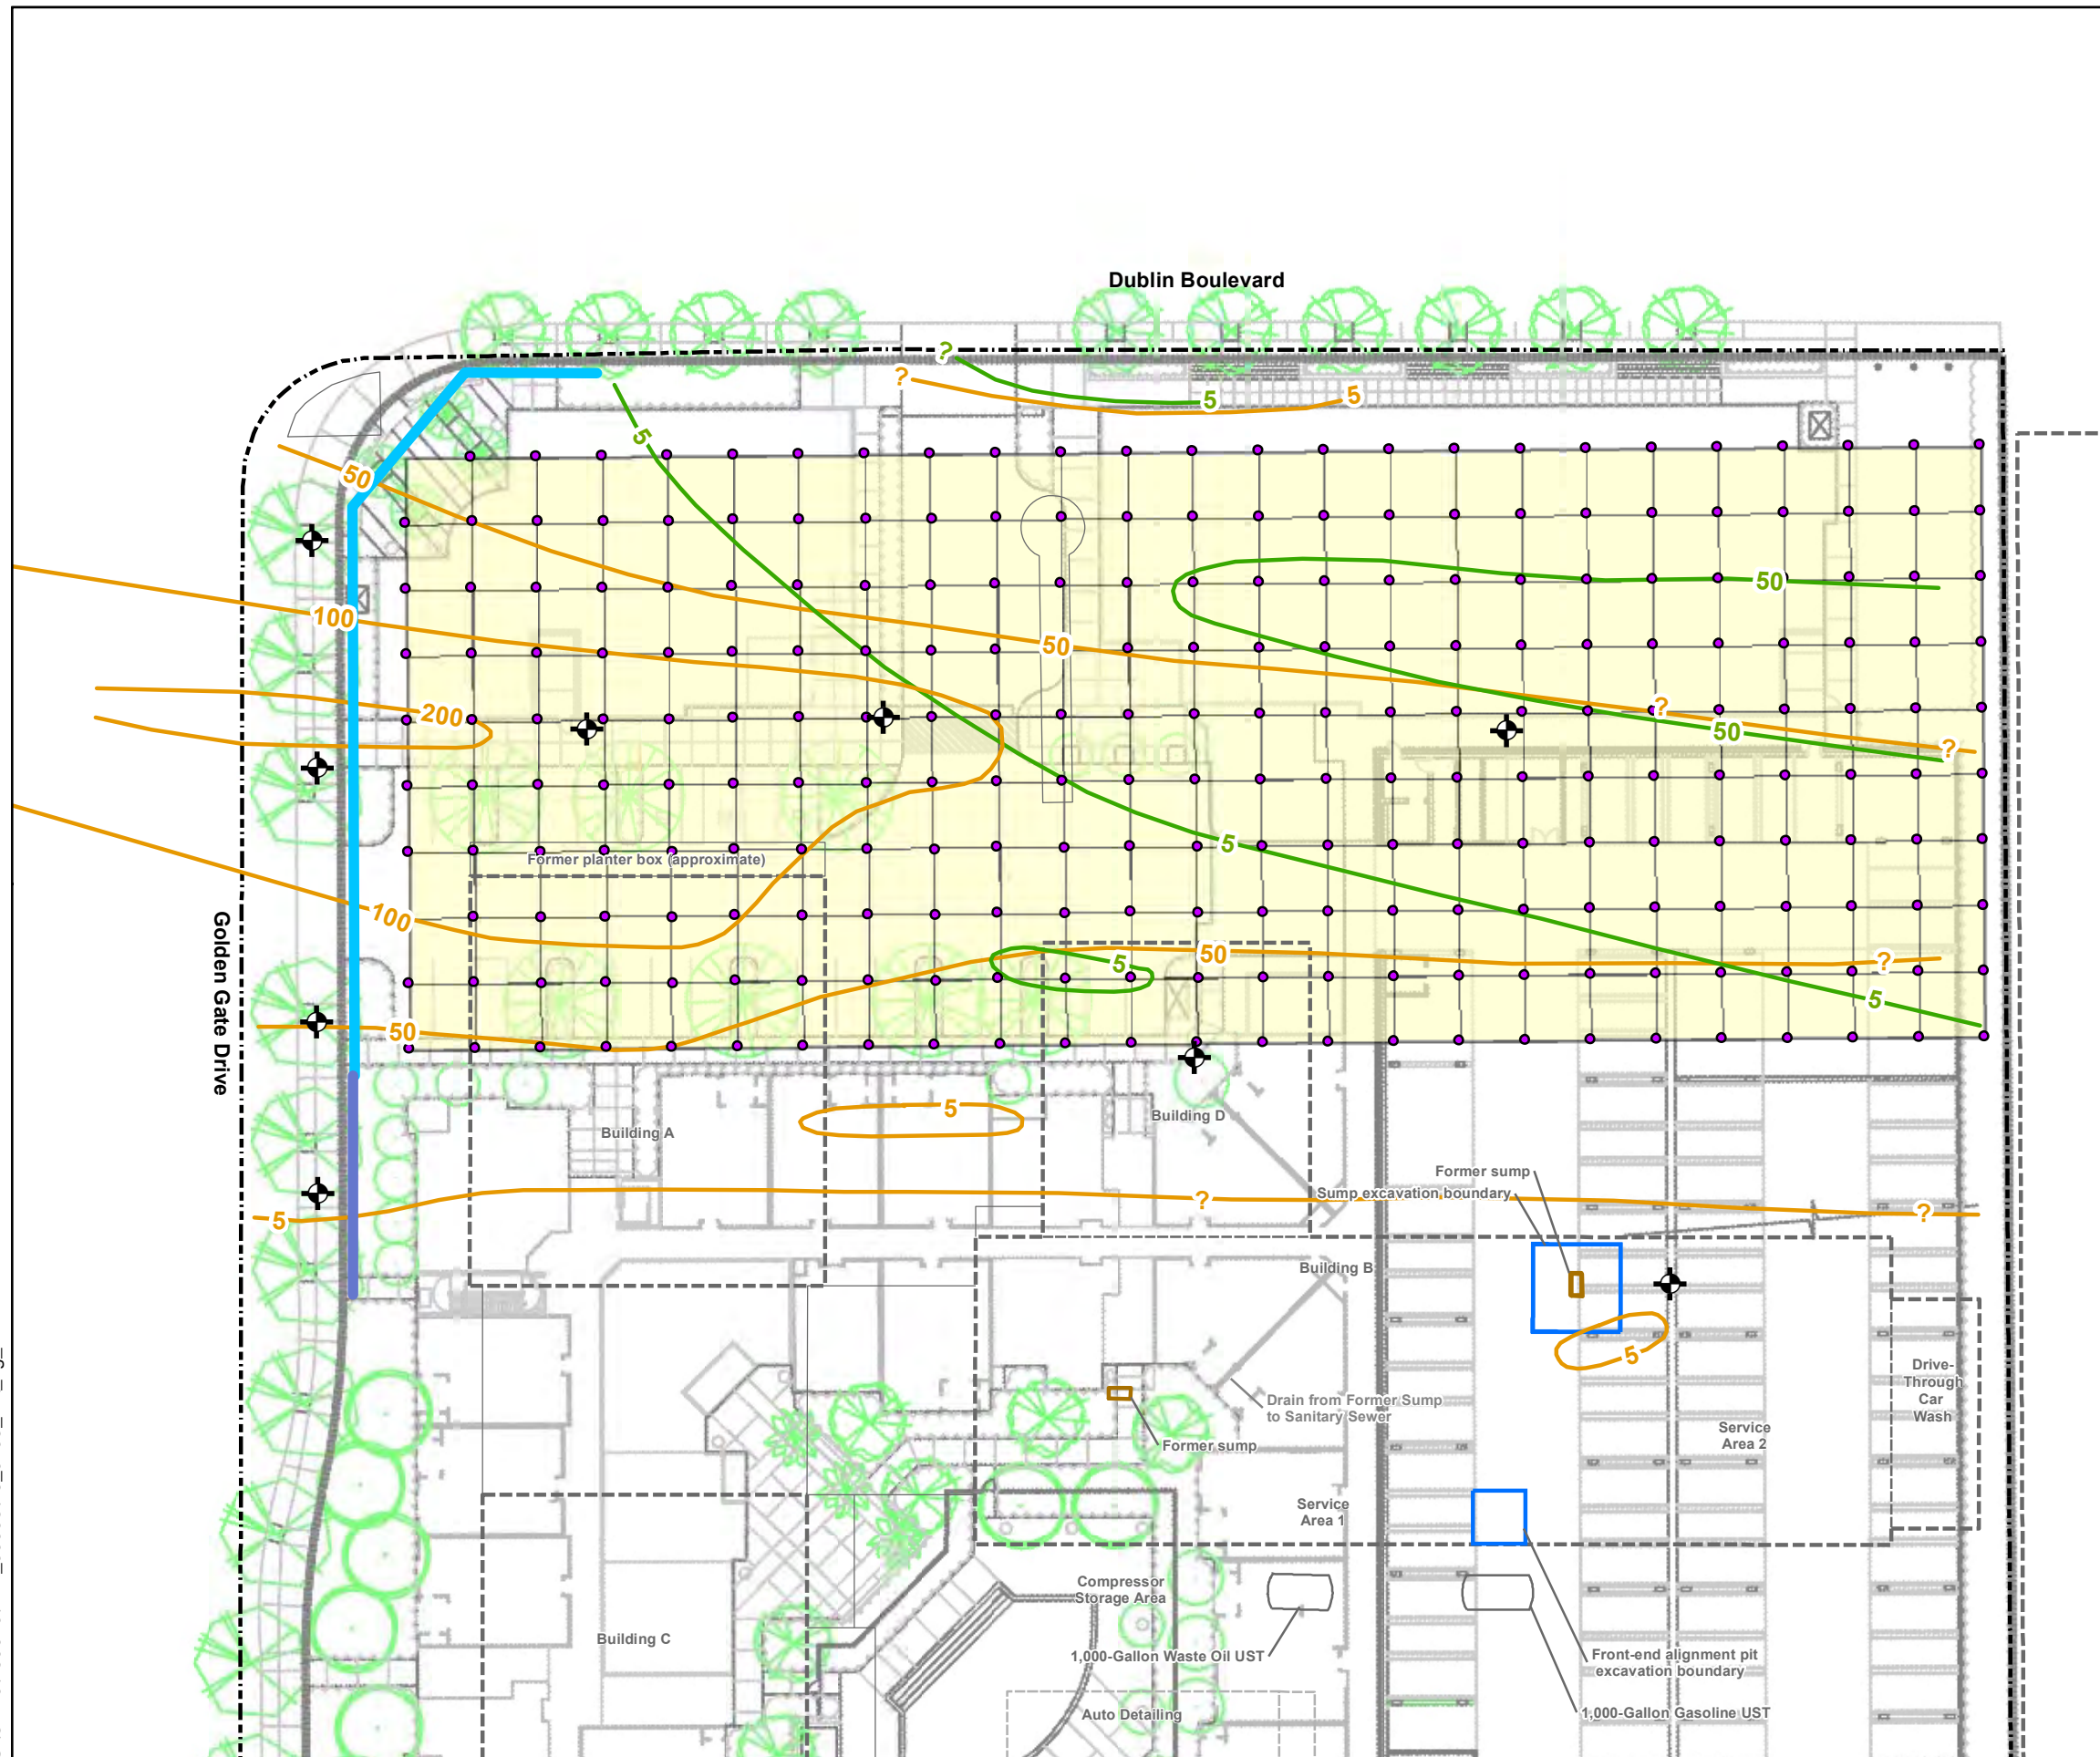 Dublin Boulevard
?
?
5
5
5
50
50
100
50
?
50
?
200
5
Former planter box (approximate)
100
Golden Gate Drive
50
5
50
?
5
5
Building A
Building D
5
?
?
Former sump
Sump excavation boundary
Building B
5
Drive-
Through
Car
Wash
Drain from Former Sump
to Sanitary Sewer
Former sump
Service
Area 2
Service
Area 1
Compressor
Storage Area
Building C
1,000-Gallon Waste Oil UST
Front-end alignment pit
excavation boundary
1,000-Gallon Gasoline UST
Auto Detailing